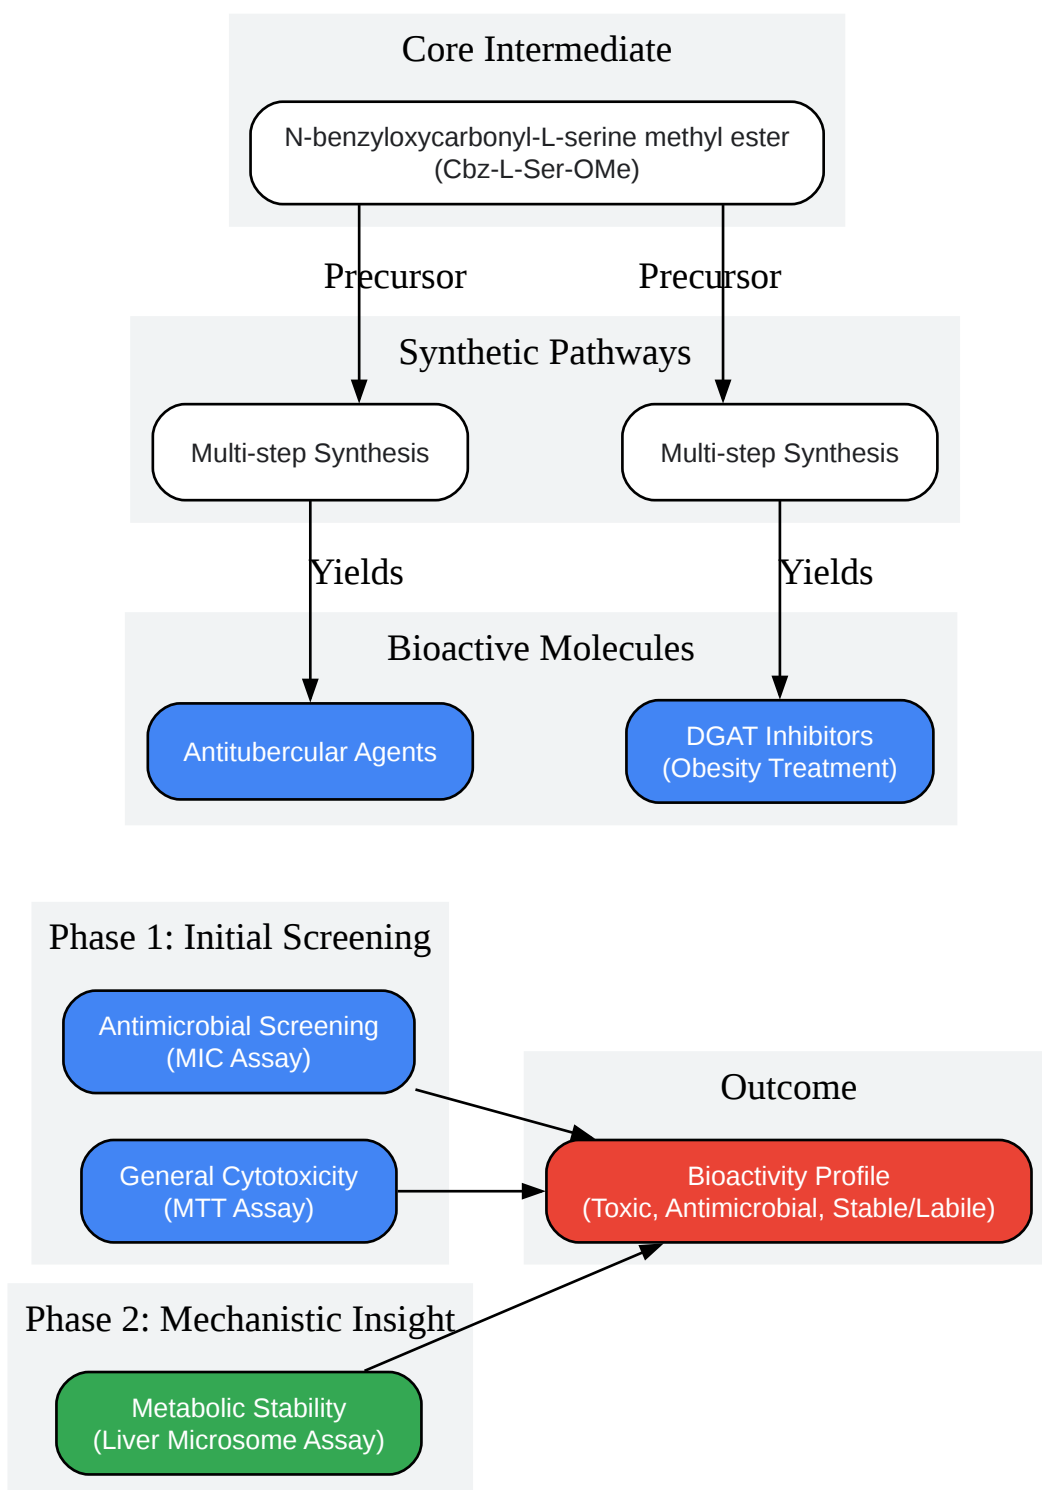 Core Intermediate
N-benzyloxycarbonyl-L-serine methyl ester
(Cbz-L-Ser-OMe)
Precursor
Precursor
Synthetic Pathways
Multi-step Synthesis
Multi-step Synthesis
Yields
Yields
Bioactive Molecules
Antitubercular Agents
DGAT Inhibitors
(Obesity Treatment)
Phase 1: Initial Screening
Antimicrobial Screening
(MIC Assay)
General Cytotoxicity
(MTT Assay)
Outcome
Bioactivity Profile
(Toxic, Antimicrobial, Stable/Labile)
Phase 2: Mechanistic Insight
Metabolic Stability
(Liver Microsome Assay)